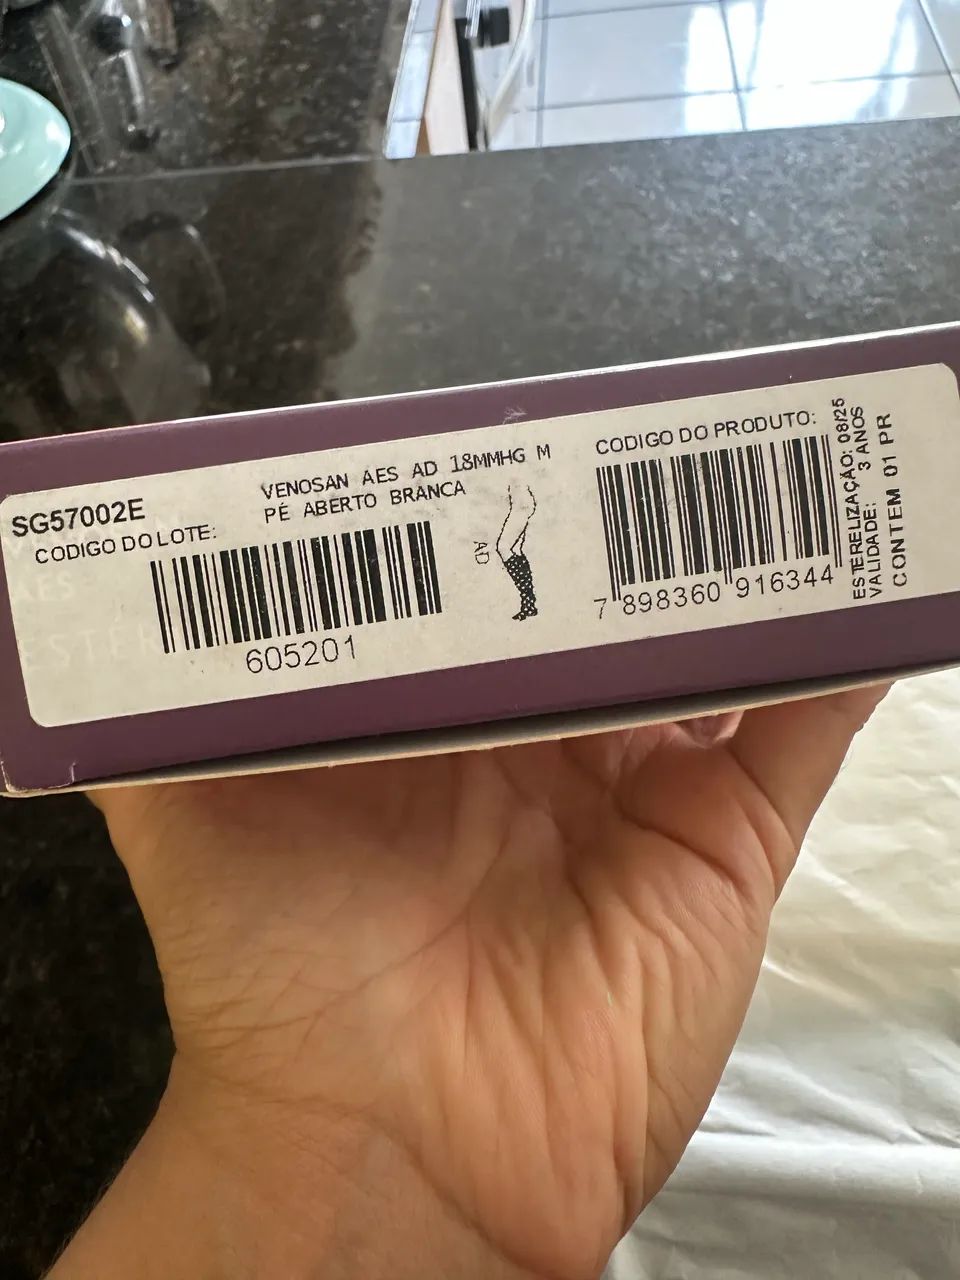 SG57002E
VENOSAN AES AD 18MMHG M
PÉ ABERTO BRANCA
CODIGO DO LOTE:
605201
AD
CODIGO DO PRODUTO:
7 898360 916344
ESTERELIZAÇÃO: 08/25
VALIDADE: 3 ANOS
CONTEM 01 PR